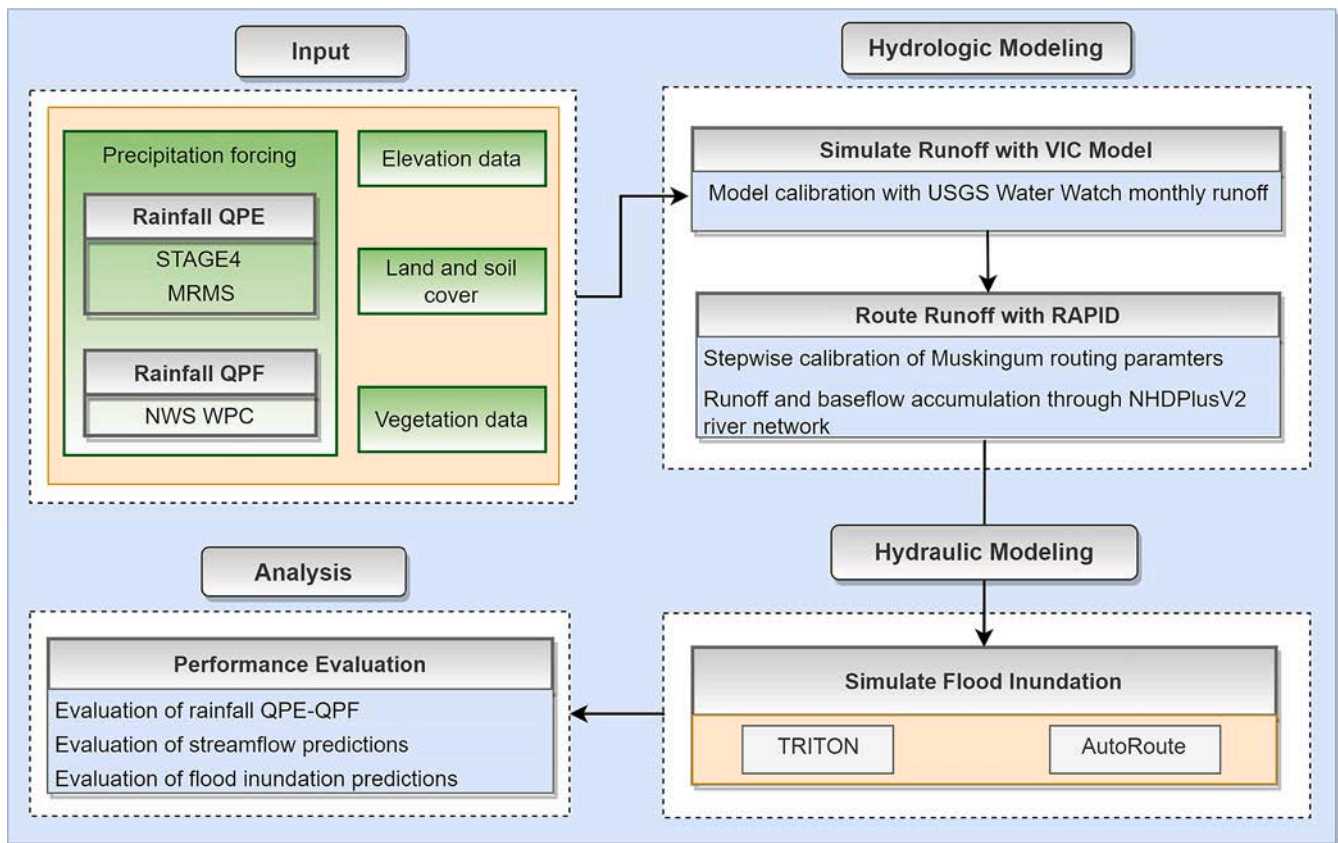 Input
Precipitation forcing
Rainfall QPE
STAGE4
MRMS
Rainfall QPF
NWS WPC
Elevation data
Land and soil
cover
Vegetation data
Hydrologic Modeling
Simulate Runoff with VIC Model
Model calibration with USGS Water Watch monthly runoff
Route Runoff with RAPID
Stepwise calibration of Muskingum routing paramters
Runoff and baseflow accumulation through NHDPlusV2
river network
Hydraulic Modeling
Simulate Flood Inundation
TRITON
AutoRoute
Analysis
Performance Evaluation
Evaluation of rainfall QPE-QPF
Evaluation of streamflow predictions
Evaluation of flood inundation predictions